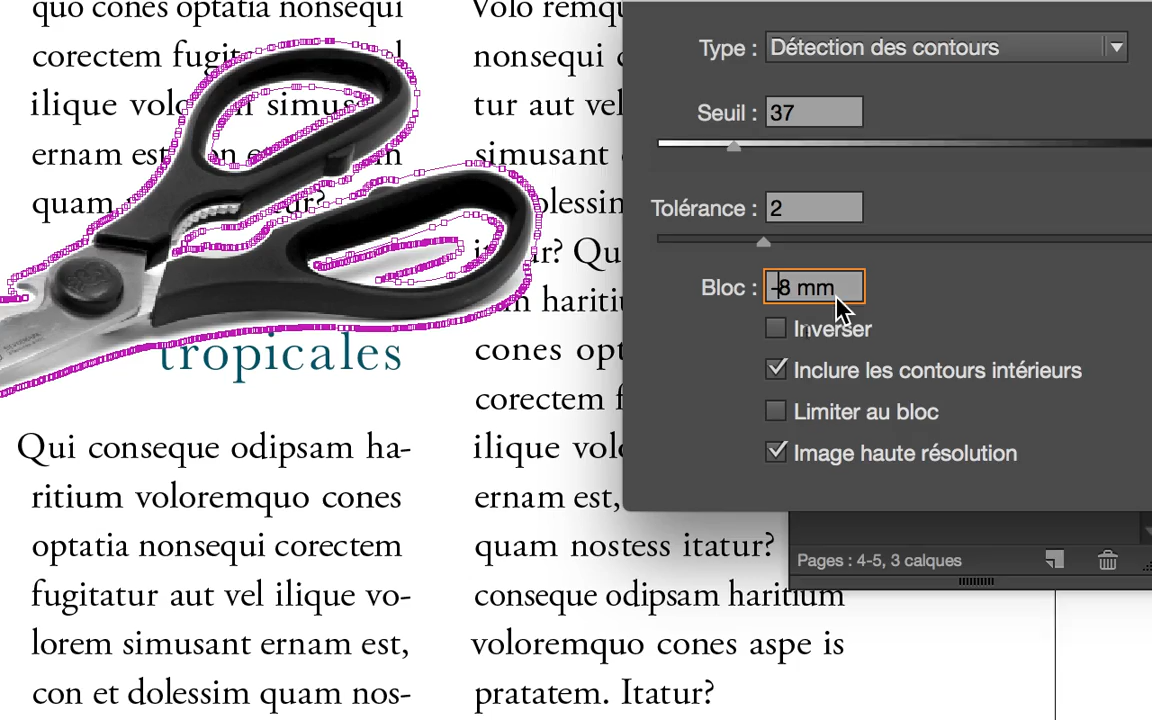 quo cones optatia nonsequi
corectem fugit
ilique simus
ernam est
quam ur?
tropicales
Qui conseque odipsam ha-
ritium voloremquo cones
optatia nonsequi corectem
fugitatur aut vel ilique vo-
lorem simusant ernam est,
con et dolessim quam nos-
Volo remqu
nonsequi
tur aut vel
simusant
plessin
ur? Qu
m haritiu
cones opt
corectem f
ilique volo
ernam est,
quam nostess itatur?
conseque odipsam haritium
voloremquo cones aspe is
pratatem. Itatur?
Type : Détection des contours
Seuil : 37
Tolérance : 2
Bloc : -8 mm
Inverser
Inclure les contours intérieurs
Limiter au bloc
Image haute résolution
Pages : 4-5, 3 calques